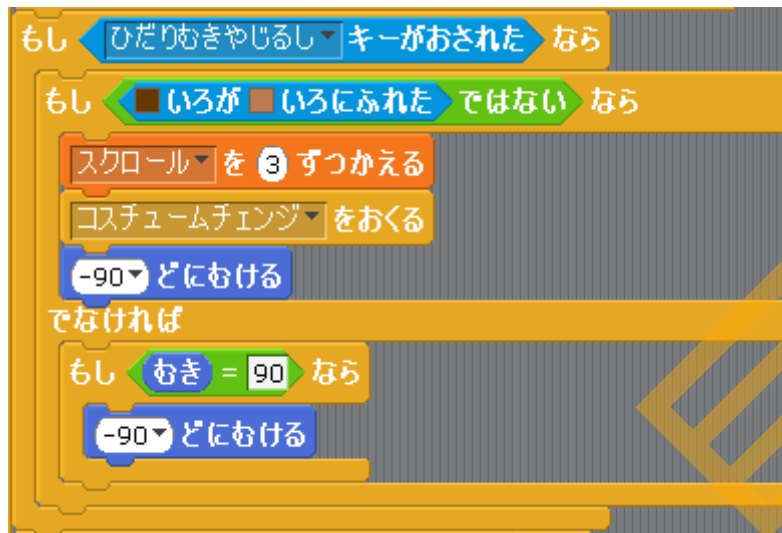 もし ひだりむきやじるし キーがおされた なら
もし いろが いろにふれた ではない なら
スクロール を 3 ずつかえる
コスチュームチェンジ をおくる
-90 どにむける
でなければ
もし むき = 90 なら
-90 どにむける